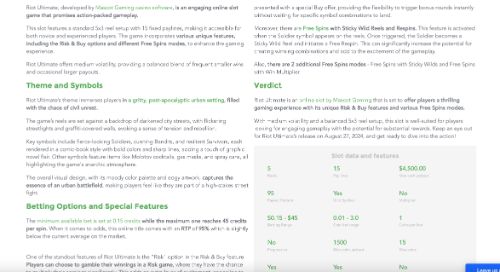 Riot Ultimate, developed by Mascot Gaming casino software, is an engaging online
game that promises action-packed gameplay.
This slot features a standard 5x3 reel setup with 15 fixed paylines, making it accessible for
both novice and experienced players. The game incorporates various unique features,
including the Risk & Buy options and different Free Spins modes, to enhance the gaming
experience.
Riot Ultimate offers medium volatility, providing a balanced blend of frequent smaller wins
and occasional larger payouts.
Theme and Symbols
Riot Ultimate's theme immerses players in a gritty, post-apocalyptic urban setting, filled
with the chaos of civil unrest.
The game's reels are set against a backdrop of darkened city streets, with flickering
streetlights and graffiti-covered walls, evoking a sense of tension and rebellion.
Key symbols include fierce-looking Soldiers, cunning Bandits, and resilient Survivors, each
rendered in a comic-book style with bold colors and sharp lines, adding a touch of graphic
novel flair. Other symbols feature items like Molotov cocktails, gas masks, and spray cans, all
highlighting the game's anarchic atmosphere.
The overall visual design, with its moody color palette and edgy artwork, captures the
essence of an urban battlefield, making players feel like they are part of a high-stakes street
fight.
Betting Options and Special Features
The minimum available bet is set at 0.15 credits while the maximum one reaches 45 credits
per spin. When it comes to odds, this online title comes with an RTP of 95% which is slightly
below the current average on the market.
One of the standout features of Riot Ultimate is the "Risk" option in the Risk & Buy feature.
Players can choose to gamble their winnings in a Risk game, where they have the chance
presented with a special Buy offer, providing the flexibility to trigger bonus rounds instantly
without waiting for specific symbol combinations to land.
Moreover, there are Free Spins with Sticky Wild Reels and Respins. This feature is activated
when the Soldier symbol appears on the reels. Once triggered, the Soldier becomes a
Sticky Wild Reel and initiates a Free Respin. This can significantly increase the potential for
creating winning combinations and adds to the excitement of the gameplay.
Also, there are 2 additional Free Spins modes - Free Spins with Sticky Wilds and Free Spins
with Win Multiplier.
Verdict
Riot Ultimate is an online slot by Mascot Gaming that is set to offer players a thrilling
gaming experience with its unique Risk & Buy features and various Free Spins modes.
With medium volatility and a balanced 5x3 reel setup, this slot is well-suited for players
looking for engaging gameplay with the potential for substantial rewards. Keep an eye out
for Riot Ultimate's release on August 27, 2024, and get ready to dive into the action!
Slot data and features
5 15 $4,500.00
Reels
95 Yes No
$0.15 - $45 0.01 - 3.0 1
Betting Range
No 1500 15
Progressive
Yes Yes No